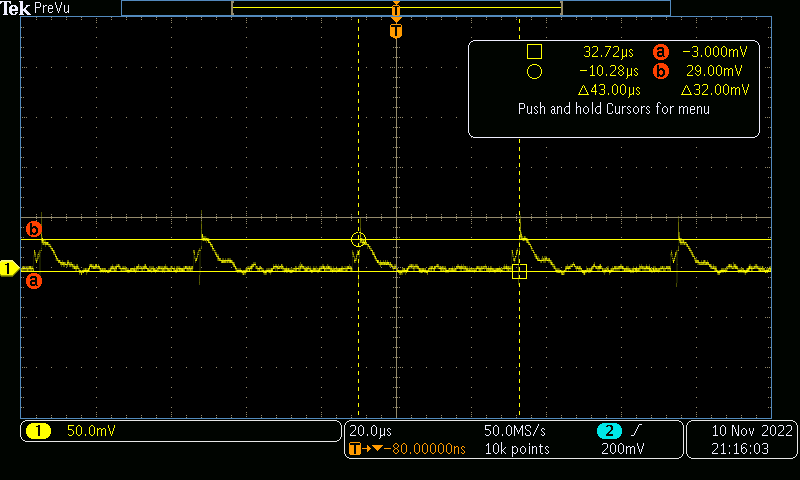 Tek PreVu
T
T
32.72µs a −3.000mV
−10.28µs b 29.00mV
△43.00µs △32.00mV
Push and hold Cursors for menu
b
1
a
1 50.0mV
20.0µs 50.0MS/s 2
T→▼−80.00000ns 10k points 200mV
10 Nov 2022
21:16:03